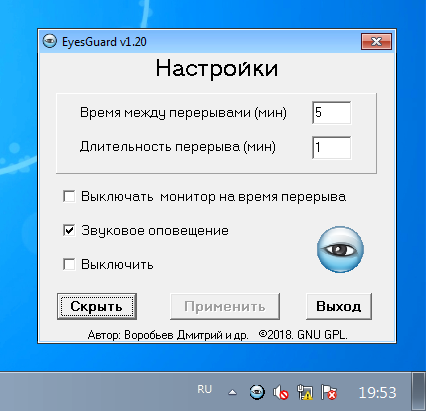 EyesGuard v1.20
Настройки
Время между перерывами (мин) 5
Длительность перерыва (мин) 1
Выключать монитор на время перерыва
Звуковое оповещение
Выключить
Скрыть Применить Выход
Автор: Воробьев Дмитрий и др. ©2018. GNU GPL.
RU 19:53